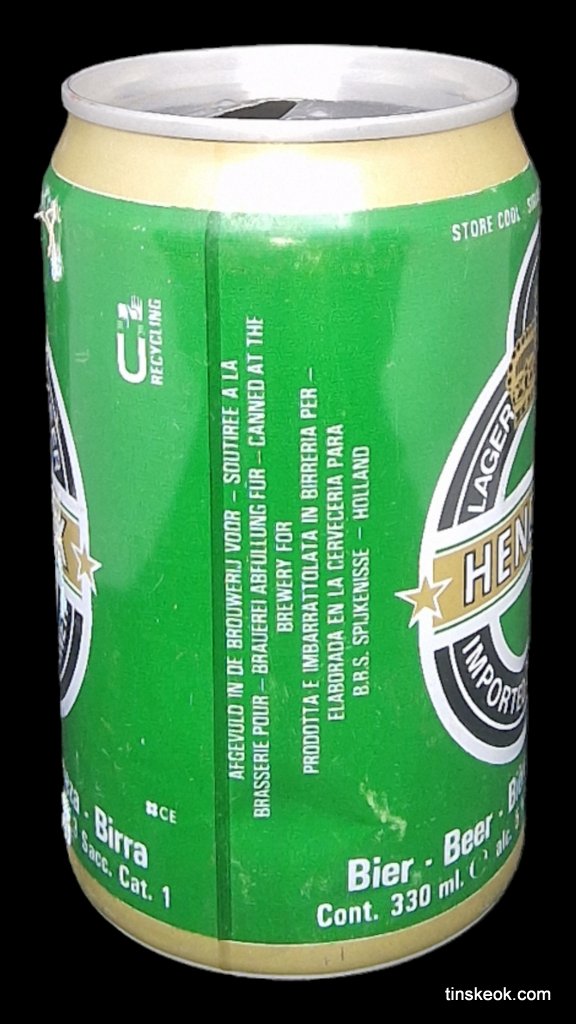 STORE COOL
RECYCLING
AFGEVULD IN DE BROUWERIJ VOOR – SOUTIREE A LA
BRASSERIE POUR – BRAUEREI ABFULLUNG FUR – CANNED AT THE
BREWERY FOR
PRODOTTA E IMBARRATTOLATA IN BIRRERIA PER –
ELABORADA EN LA CERVECERIA PARA
B.R.S. SPIJKENISSE – HOLLAND
LAGER
IMPORTED
CE
- Birra
Sacc. Cat. 1
Bier - Beer -
Cont. 330 ml. alc.
tinskeok.com